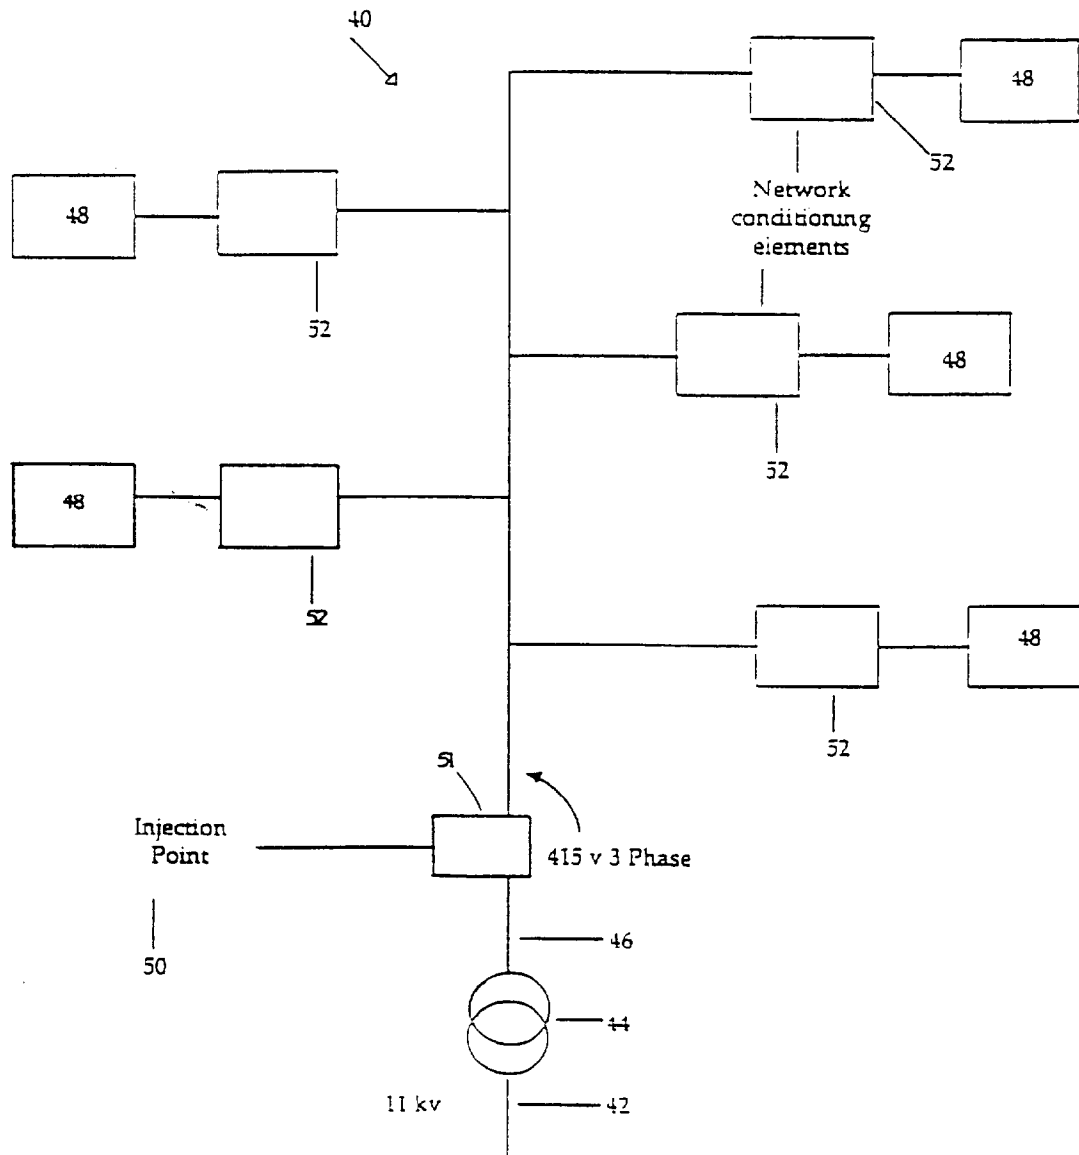 40
48
52
Network
conditioning
elements
48
52
48
52
48
52
48
52
51
Injection
Point
415 v 3 Phase
46
50
44
11 kv
42